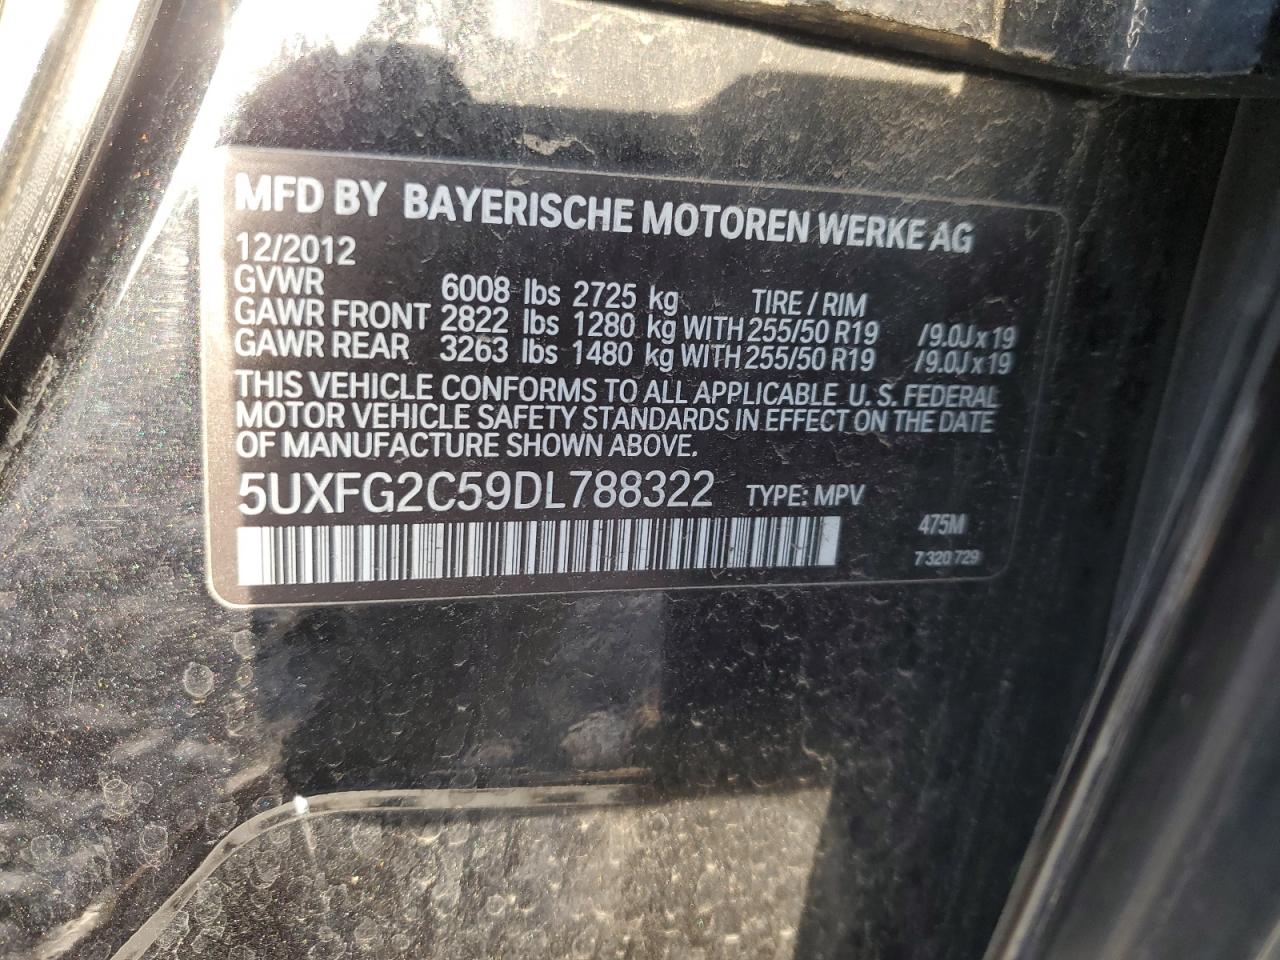 MFD BY BAYERISCHE MOTOREN WERKE AG
12/2012
GVWR 6008 lbs 2725 kg TIRE / RIM
GAWR FRONT 2822 lbs 1280 kg WITH 255/50 R19 /9.0J x 19
GAWR REAR 3263 lbs 1480 kg WITH 255/50 R19 /9.0J x 19
THIS VEHICLE CONFORMS TO ALL APPLICABLE U. S. FEDERAL
MOTOR VEHICLE SAFETY STANDARDS IN EFFECT ON THE DATE
OF MANUFACTURE SHOWN ABOVE.
5UXFG2C59DL788322 TYPE: MPV
475M
7 320 729